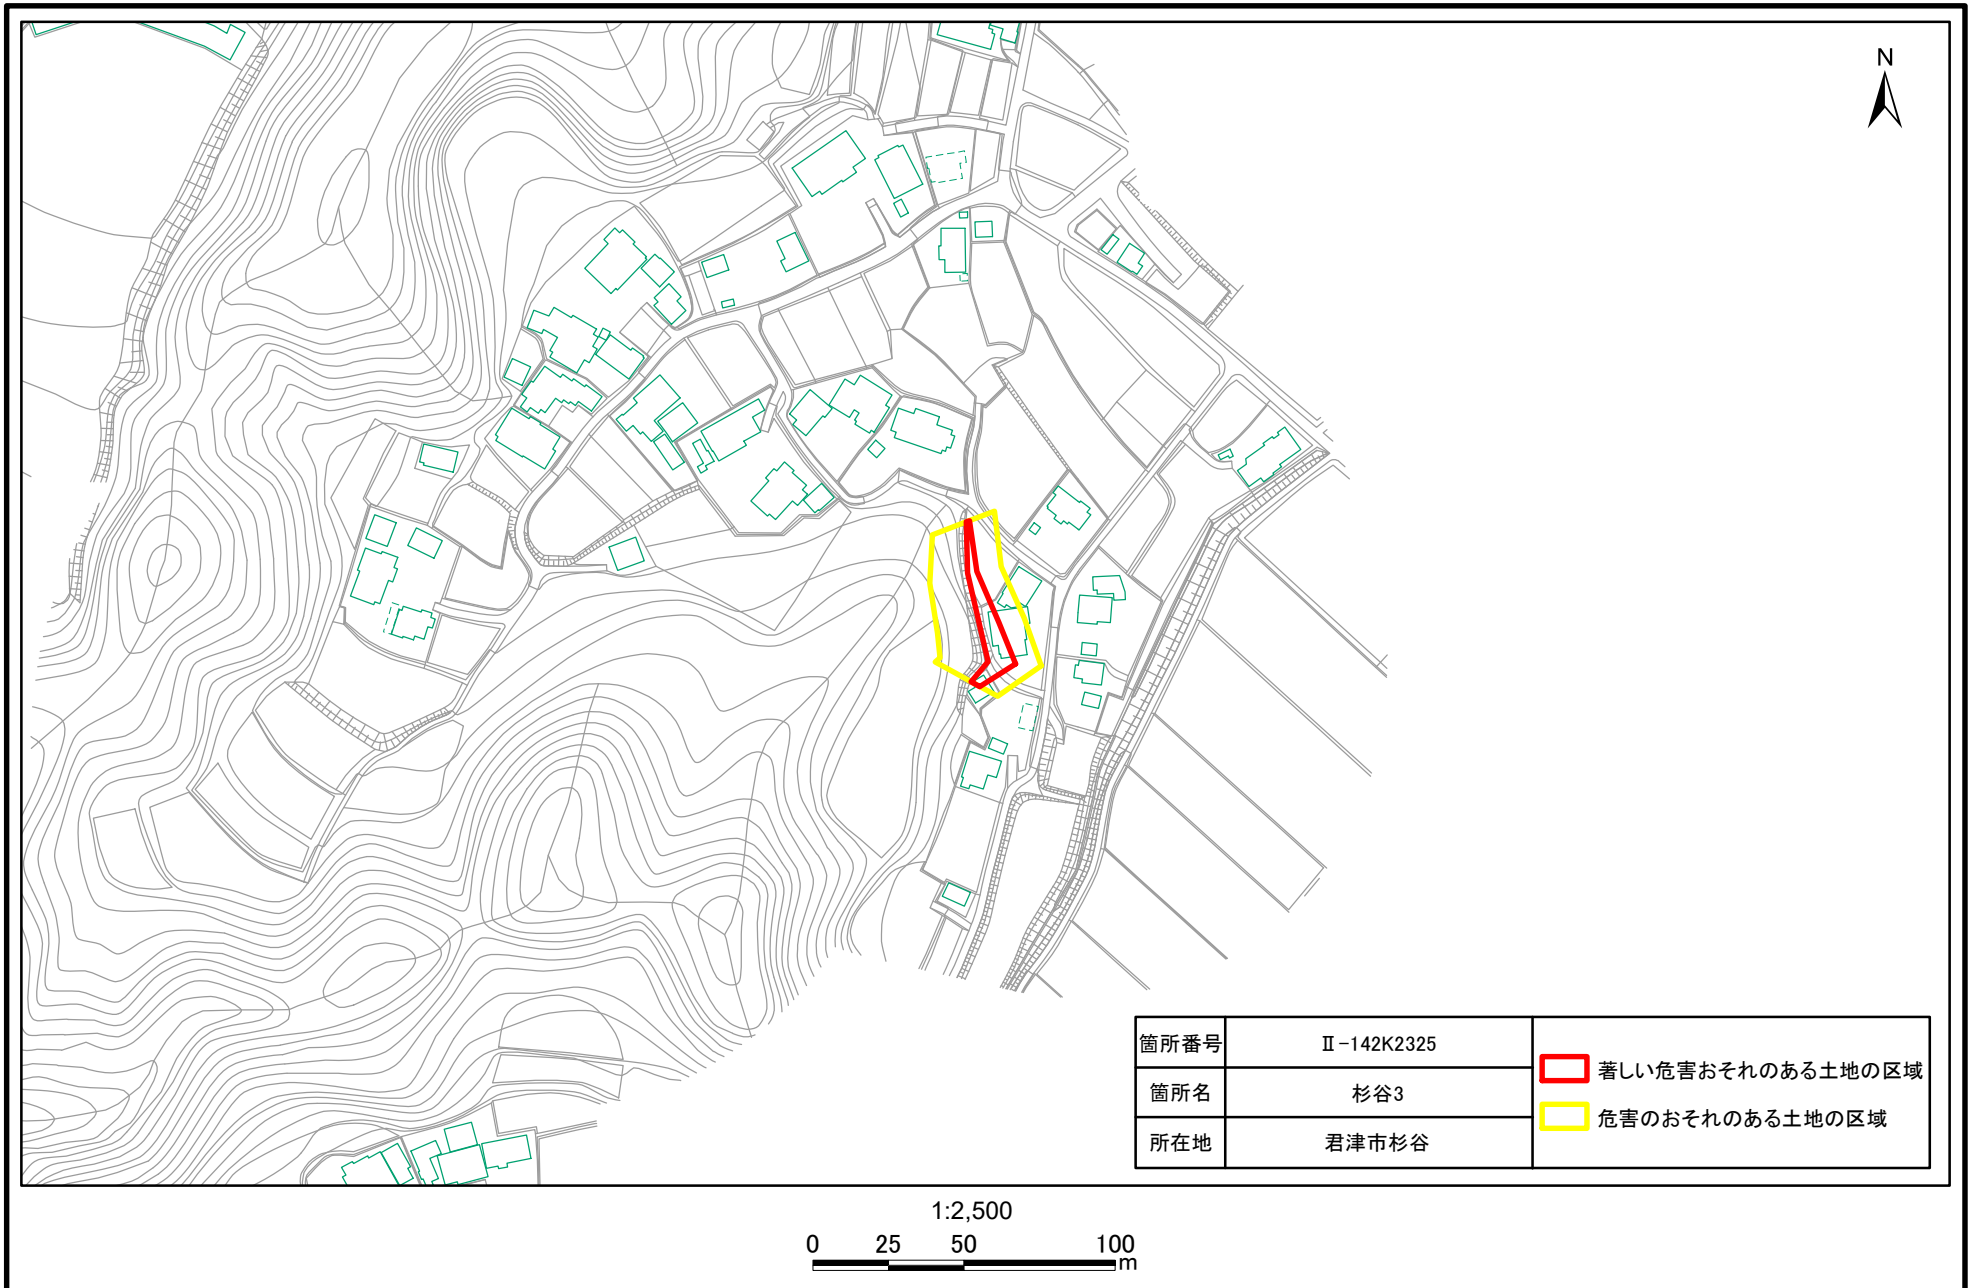 N
箇所番号 Ⅱ-142K2325
箇所名 杉谷3
所在地 君津市杉谷
著しい危害おそれのある土地の区域
危害のおそれのある土地の区域
1:2,500
0 25 50 100
m